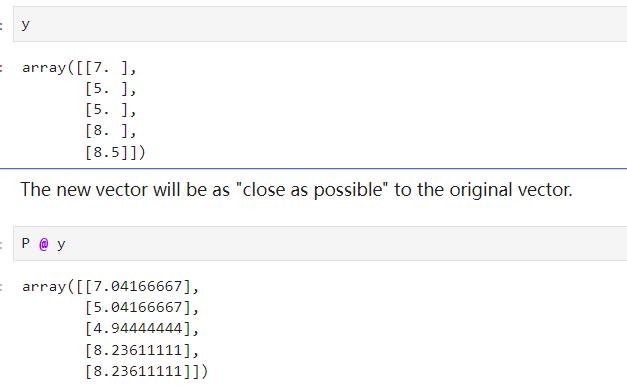 y
array([[7. ],
[5. ],
[5. ],
[8. ],
[8.5]])
The new vector will be as "close as possible" to the original vector.
P @ y
array([[7.04166667],
[5.04166667],
[4.94444444],
[8.23611111],
[8.23611111]])